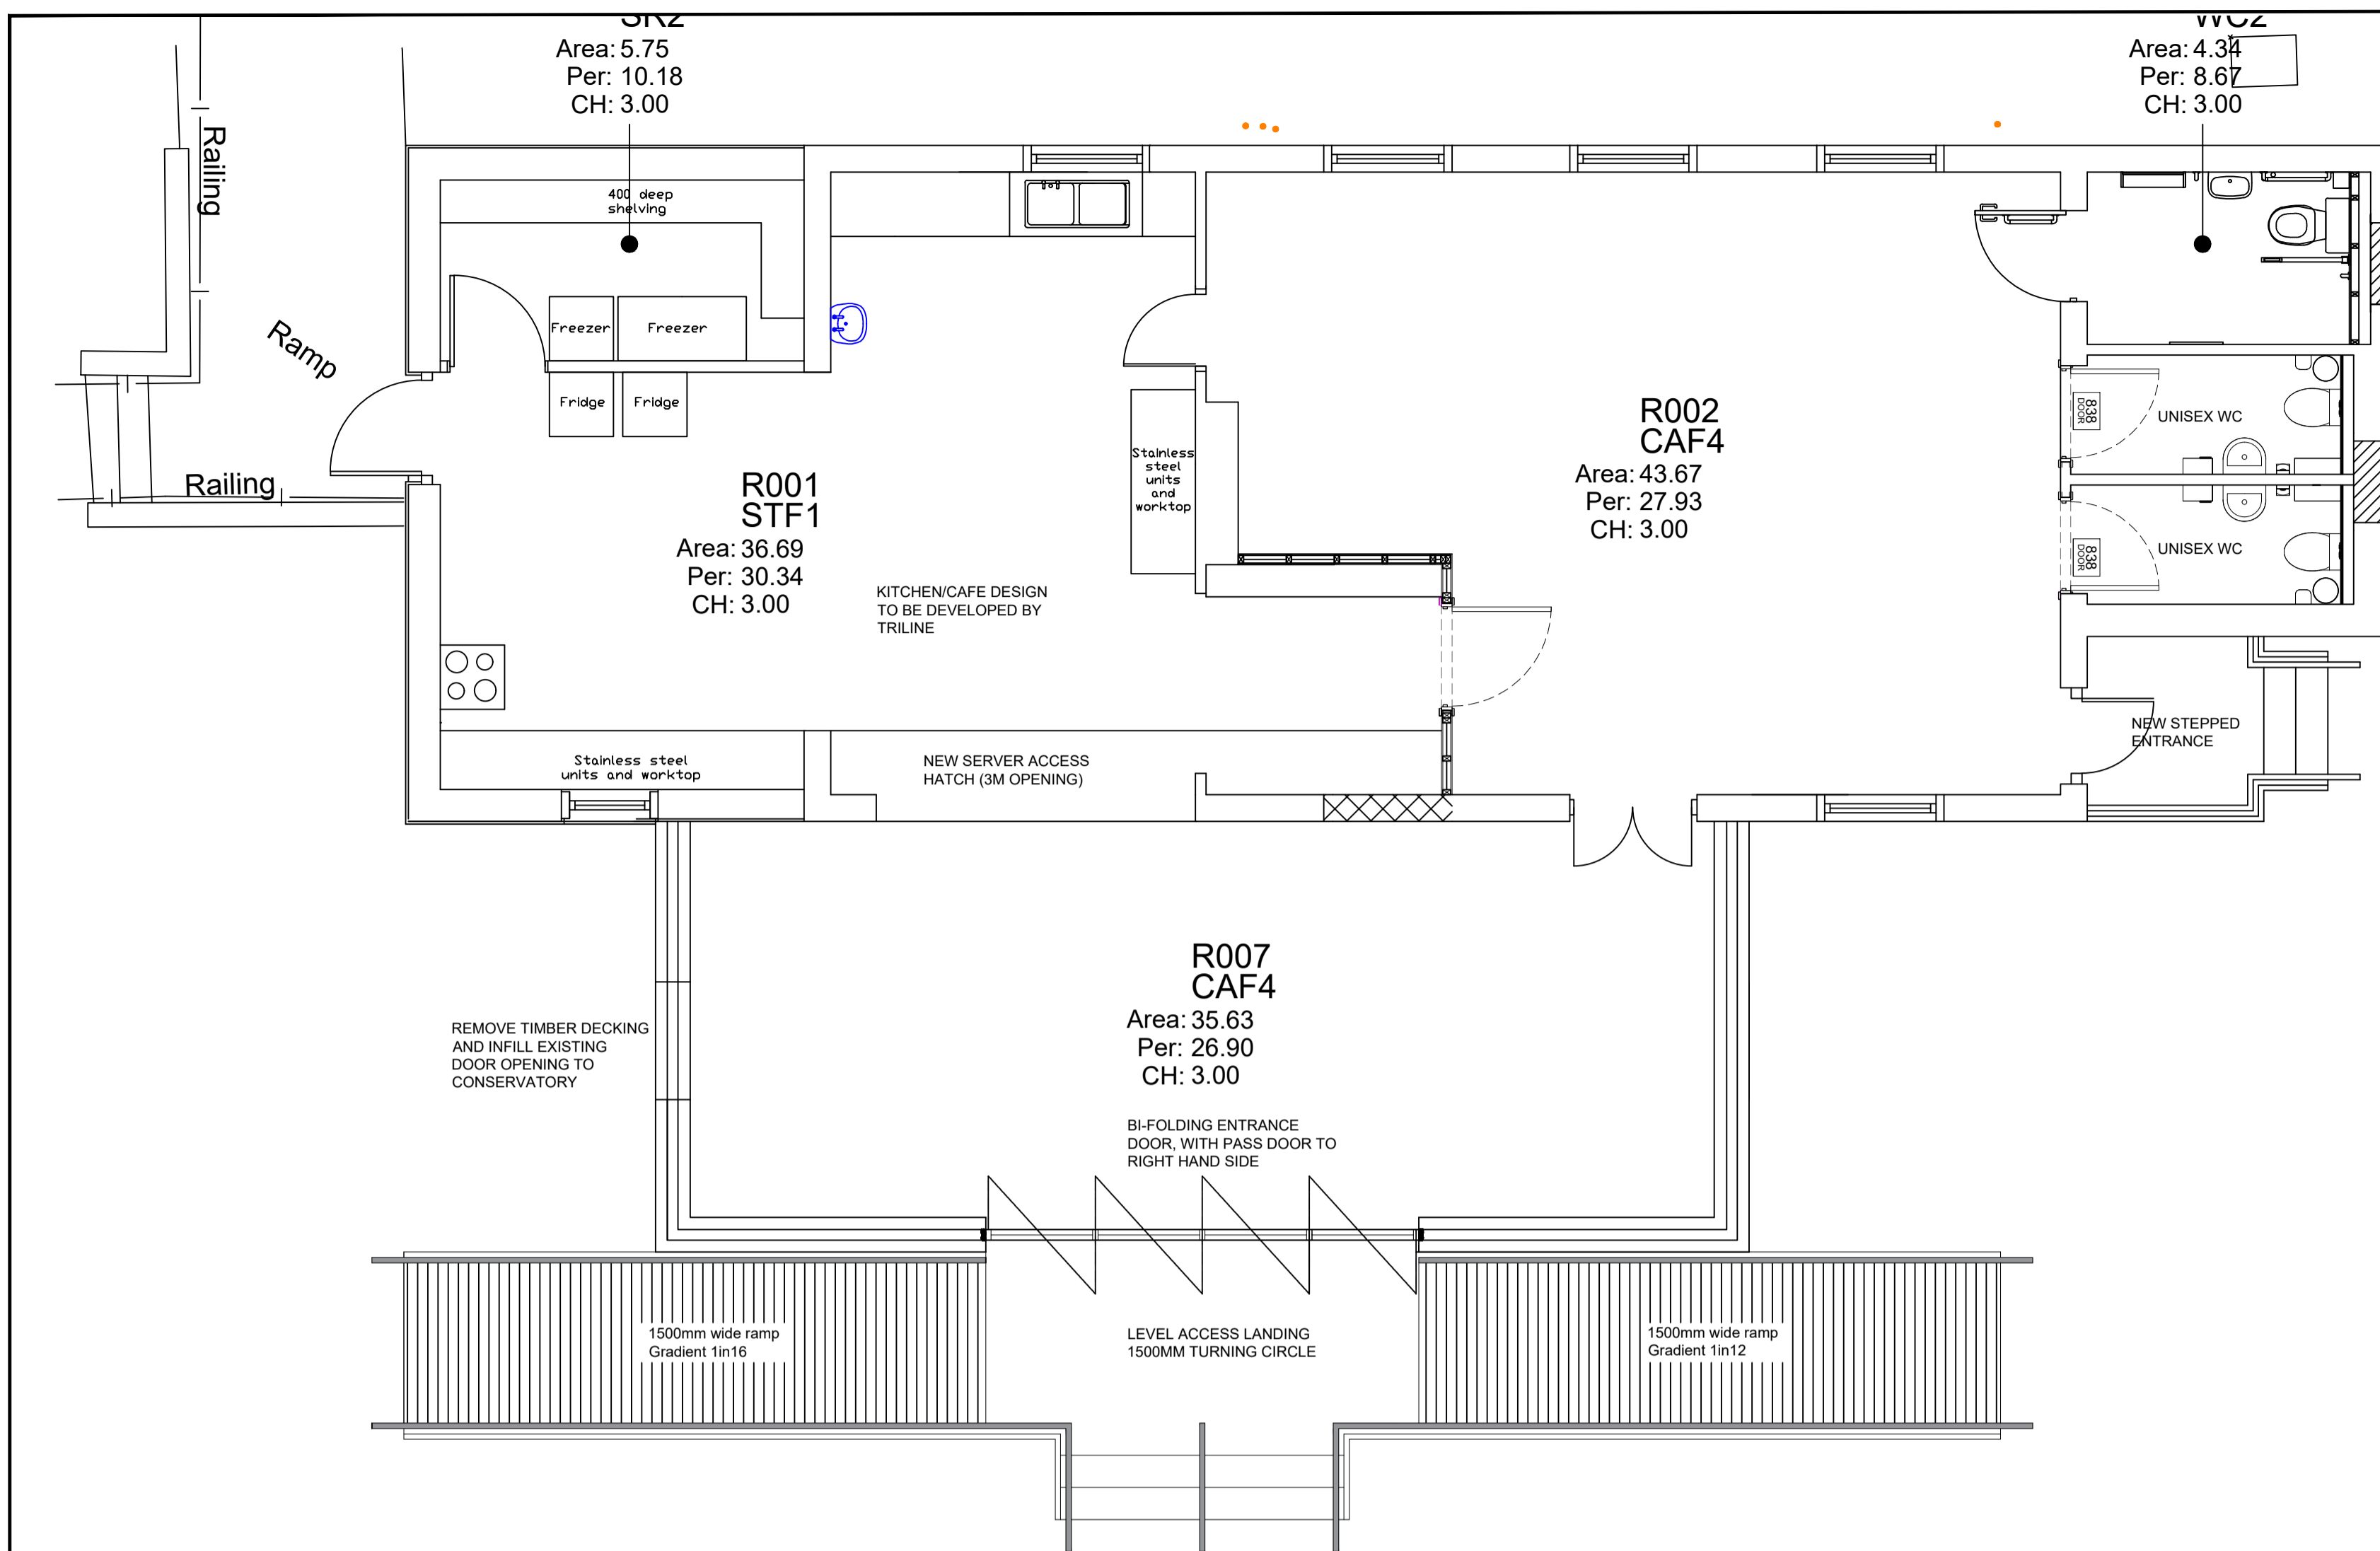 SR2
Area: 5.75
Per: 10.18
CH: 3.00
WC2
Area: 4.34
Per: 8.67
CH: 3.00
Railing
Ramp
Railing
400 deep
shelving
Freezer
Freezer
Fridge
Fridge
R001
STF1
Area: 36.69
Per: 30.34
CH: 3.00
KITCHEN/CAFE DESIGN
TO BE DEVELOPED BY
TRILINE
Stainless
steel
units
and
worktop
R002
CAF4
Area: 43.67
Per: 27.93
CH: 3.00
838
DOOR
UNISEX WC
838
DOOR
UNISEX WC
NEW STEPPED
ENTRANCE
Stainless steel
units and worktop
NEW SERVER ACCESS
HATCH (3M OPENING)
R007
CAF4
Area: 35.63
Per: 26.90
CH: 3.00
REMOVE TIMBER DECKING
AND INFILL EXISTING
DOOR OPENING TO
CONSERVATORY
BI-FOLDING ENTRANCE
DOOR, WITH PASS DOOR TO
RIGHT HAND SIDE
1500mm wide ramp
Gradient 1in16
LEVEL ACCESS LANDING
1500MM TURNING CIRCLE
1500mm wide ramp
Gradient 1in12